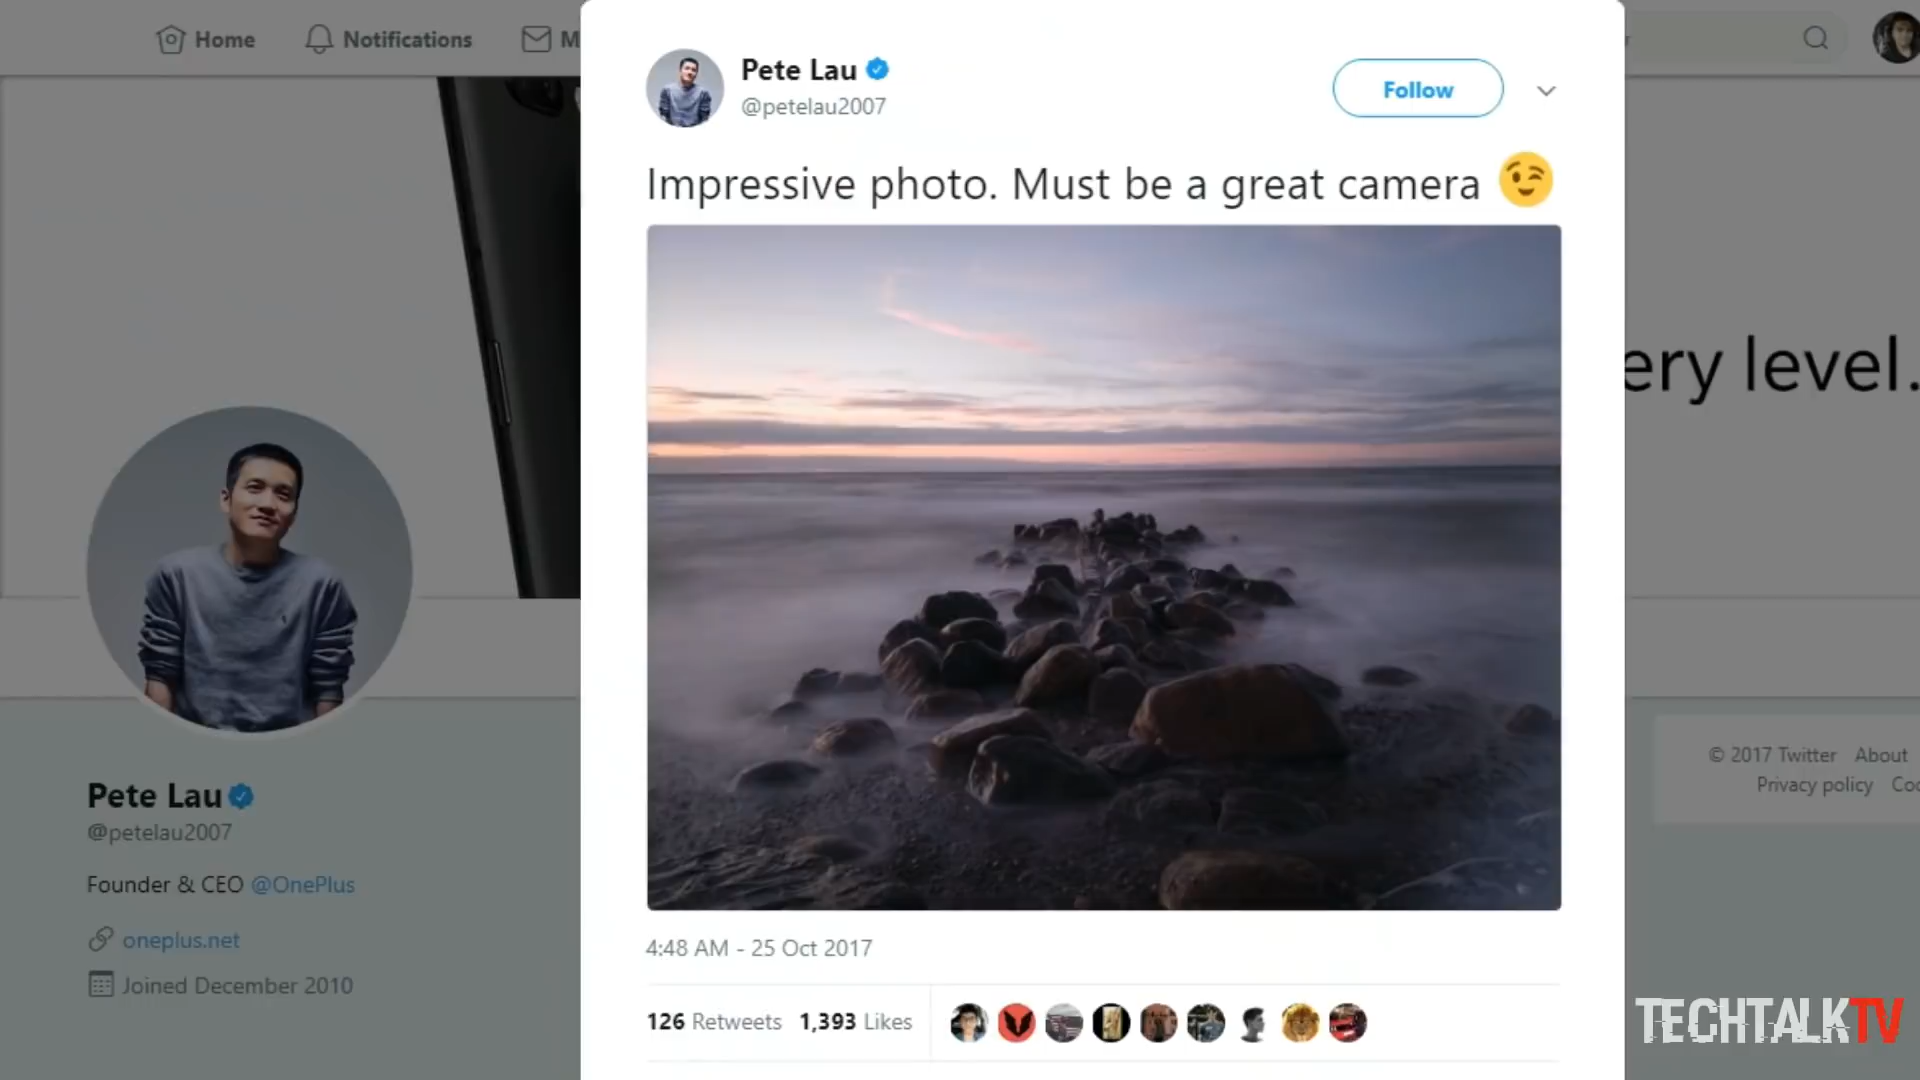 Home
Notifications
M
Pete Lau
@petelau2007
Follow
Impressive photo. Must be a great camera 😉
ery level.
Pete Lau
@petelau2007
Founder & CEO @OnePlus
oneplus.net
Joined December 2010
© 2017 Twitter About
Privacy policy Coo
4:48 AM - 25 Oct 2017
126 Retweets 1,393 Likes
TECHTALKTV